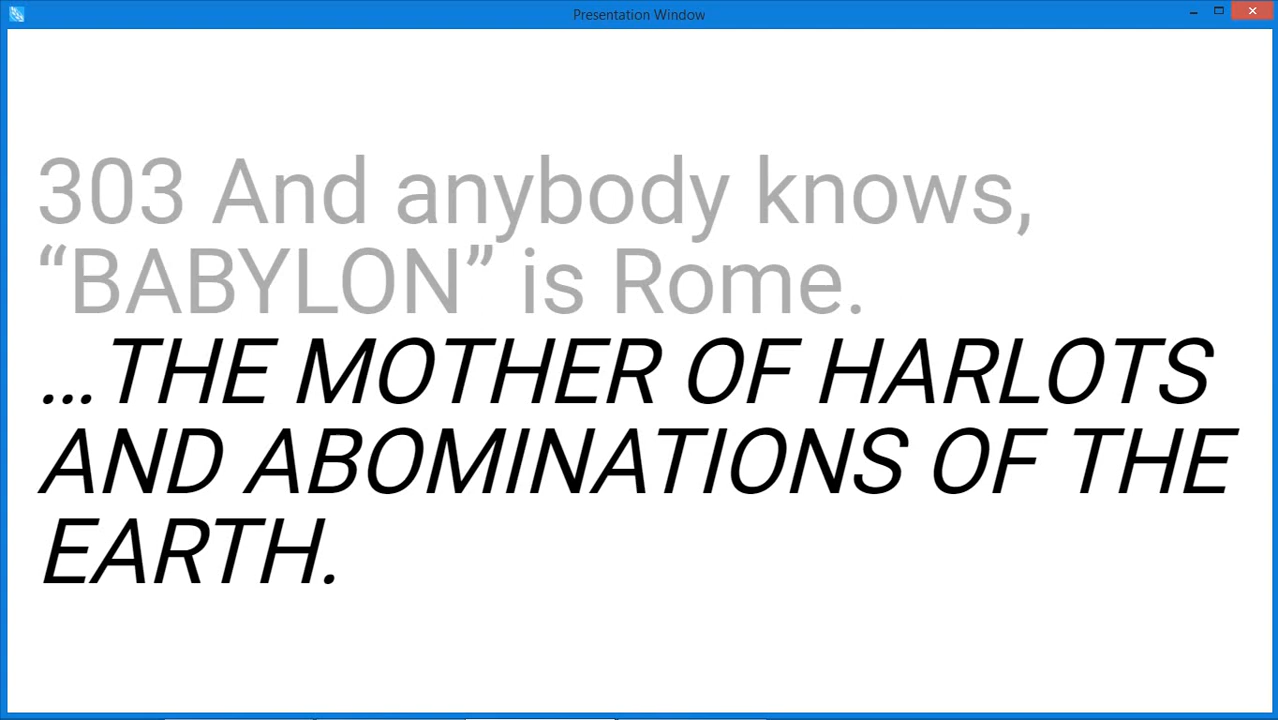 Presentation Window
303 And anybody knows,
“BABYLON” is Rome.
...THE MOTHER OF HARLOTS
AND ABOMINATIONS OF THE
EARTH.